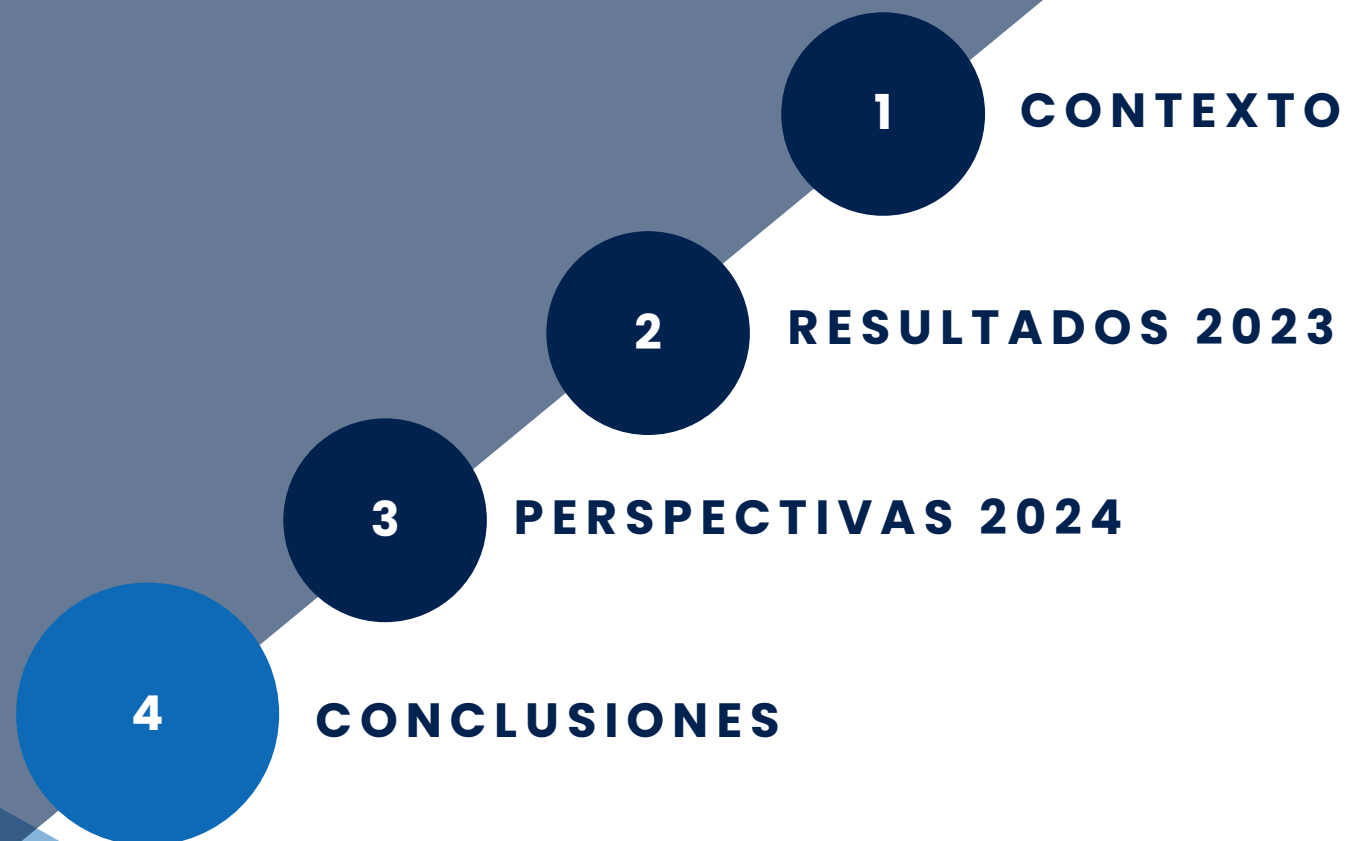 1 CONTEXTO
2 RESULTADOS 2023
3 PERSPECTIVAS 2024
4 CONCLUSIONES